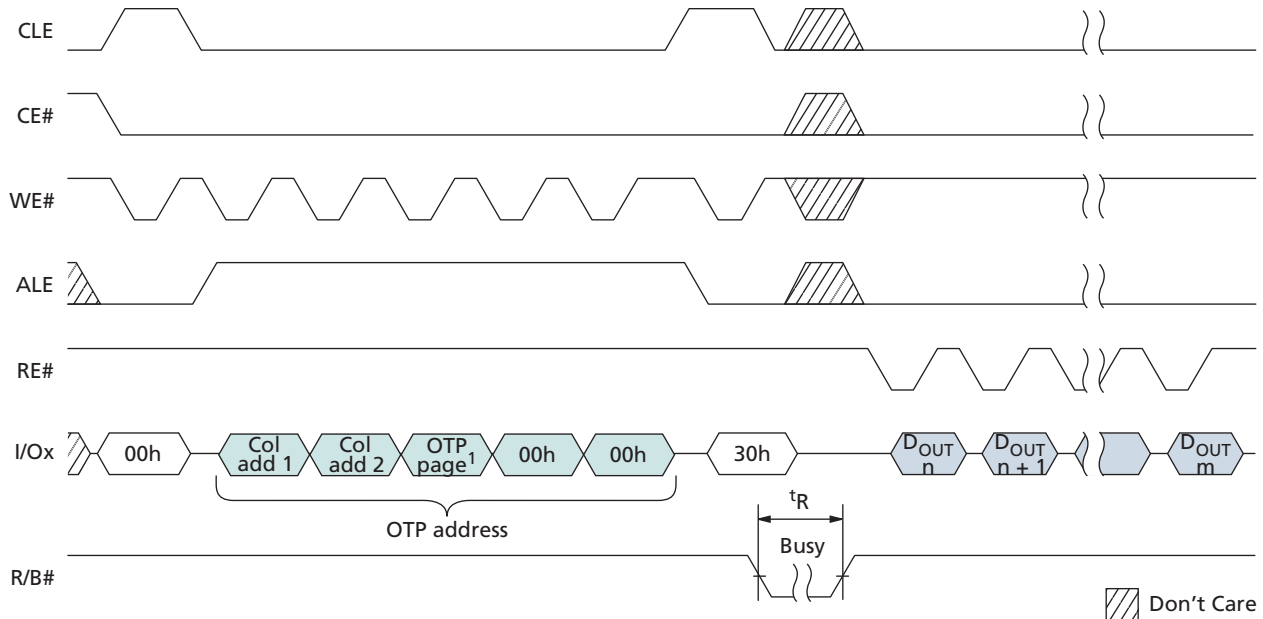 CLE
CE#
WE#
ALE
RE#
I/Ox
00h
Col add 1
Col add 2
OTP page¹
00h
00h
30h
DOUT n
DOUT n + 1
DOUT m
OTP address
tR
Busy
R/B#
Don't Care